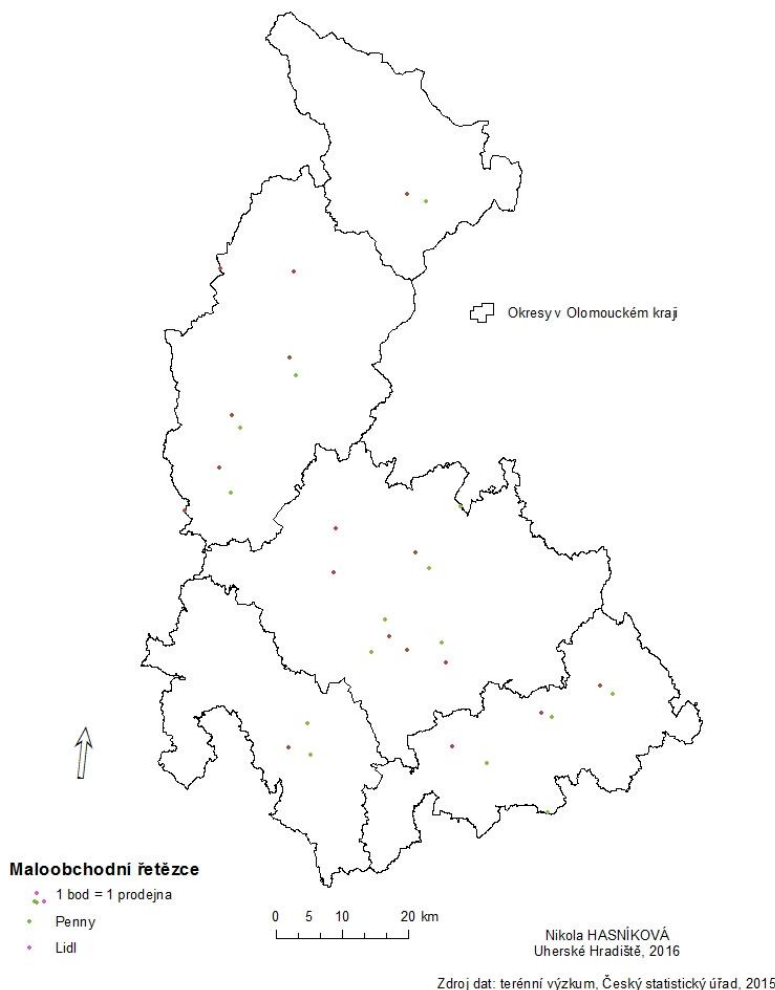 Okresy v Olomouckém kraji
Maloobchodní řetězce
1 bod = 1 prodejna
Penny
Lidl
0 5 10 20 km
Nikola HASNÍKOVÁ
Uherské Hradiště, 2016
Zdroj dat: terénní výzkum, Český statistický úřad, 2015